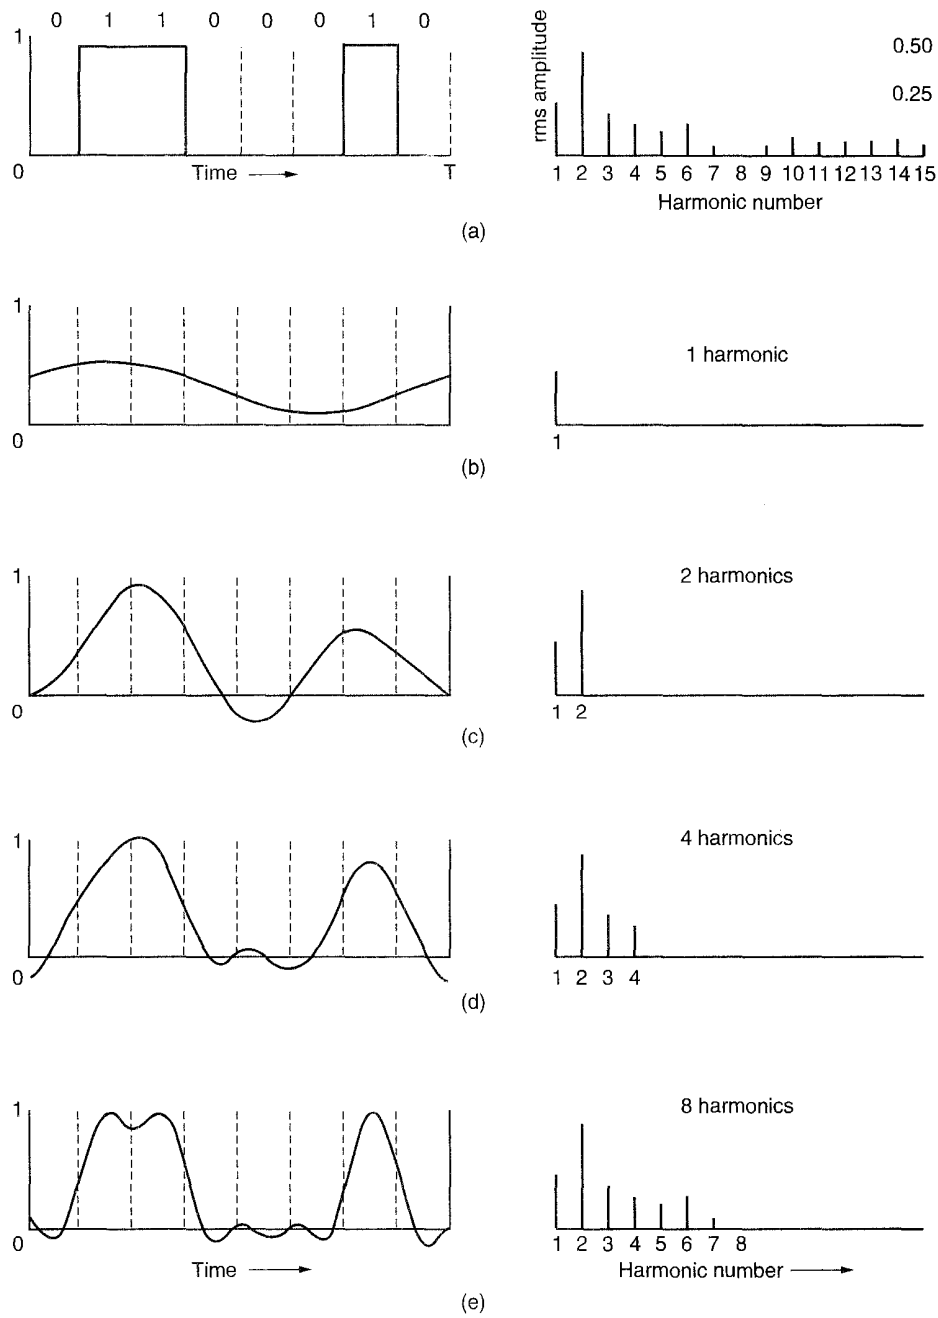 0 1 1 0 0 0 1 0
1
0
Time
T
rms amplitude
0.50
0.25
1 2 3 4 5 6 7 8 9 10 11 12 13 14 15
Harmonic number
(a)
1
0
1 harmonic
1
(b)
1
0
2 harmonics
1 2
(c)
1
0
4 harmonics
1 2 3 4
(d)
1
0
Time
8 harmonics
1 2 3 4 5 6 7 8
Harmonic number
(e)